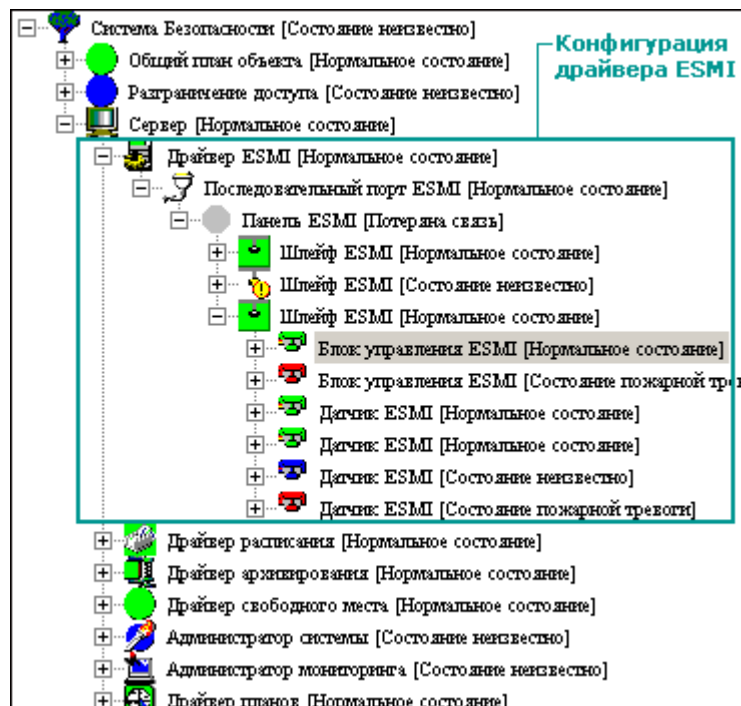 Система Безопасности [Состояние неизвестно]
Конфигурация
драйвера ESMI
Общий план объекта [Нормальное состояние]
Разграничение доступа [Состояние неизвестно]
Сервер [Нормальное состояние]
Драйвер ESMI [Нормальное состояние]
Последовательный порт ESMI [Нормальное состояние]
Панель ESMI [Потеряна связь]
Шлейф ESMI [Нормальное состояние]
Шлейф ESMI [Состояние неизвестно]
Шлейф ESMI [Нормальное состояние]
Блок управления ESMI [Нормальное состояние]
Блок управления ESMI [Состояние пожарной
Датчик ESMI [Нормальное состояние]
Датчик ESMI [Нормальное состояние]
Датчик ESMI [Состояние неизвестно]
Датчик ESMI [Состояние пожарной тревоги]
Драйвер расписания [Нормальное состояние]
Драйвер архивирования [Нормальное состояние]
Драйвер свободного места [Нормальное состояние]
Администратор системы [Состояние неизвестно]
Администратор мониторинга [Состояние неизвестно]
Драйвер планов [Нормальное состояние]